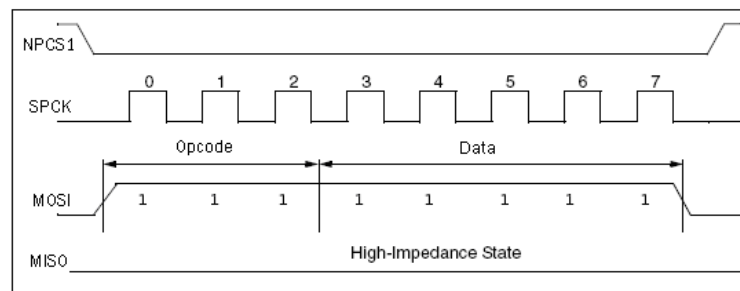 NPCS1
0 1 2 3 4 5 6 7
SPCK
Opcode Data
MOSI 1 1 1 1 1 1 1 1
High-Impedance State
MISO